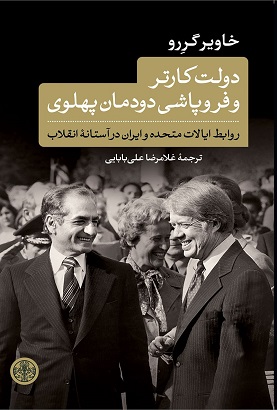 خاویر گررو
دولت کارتر
و فروپاشی دودمان پهلوی
روابط ایالات متحده و ایران در آستانهٔ انقلاب
ترجمهٔ غلامرضا علی‌بابایی